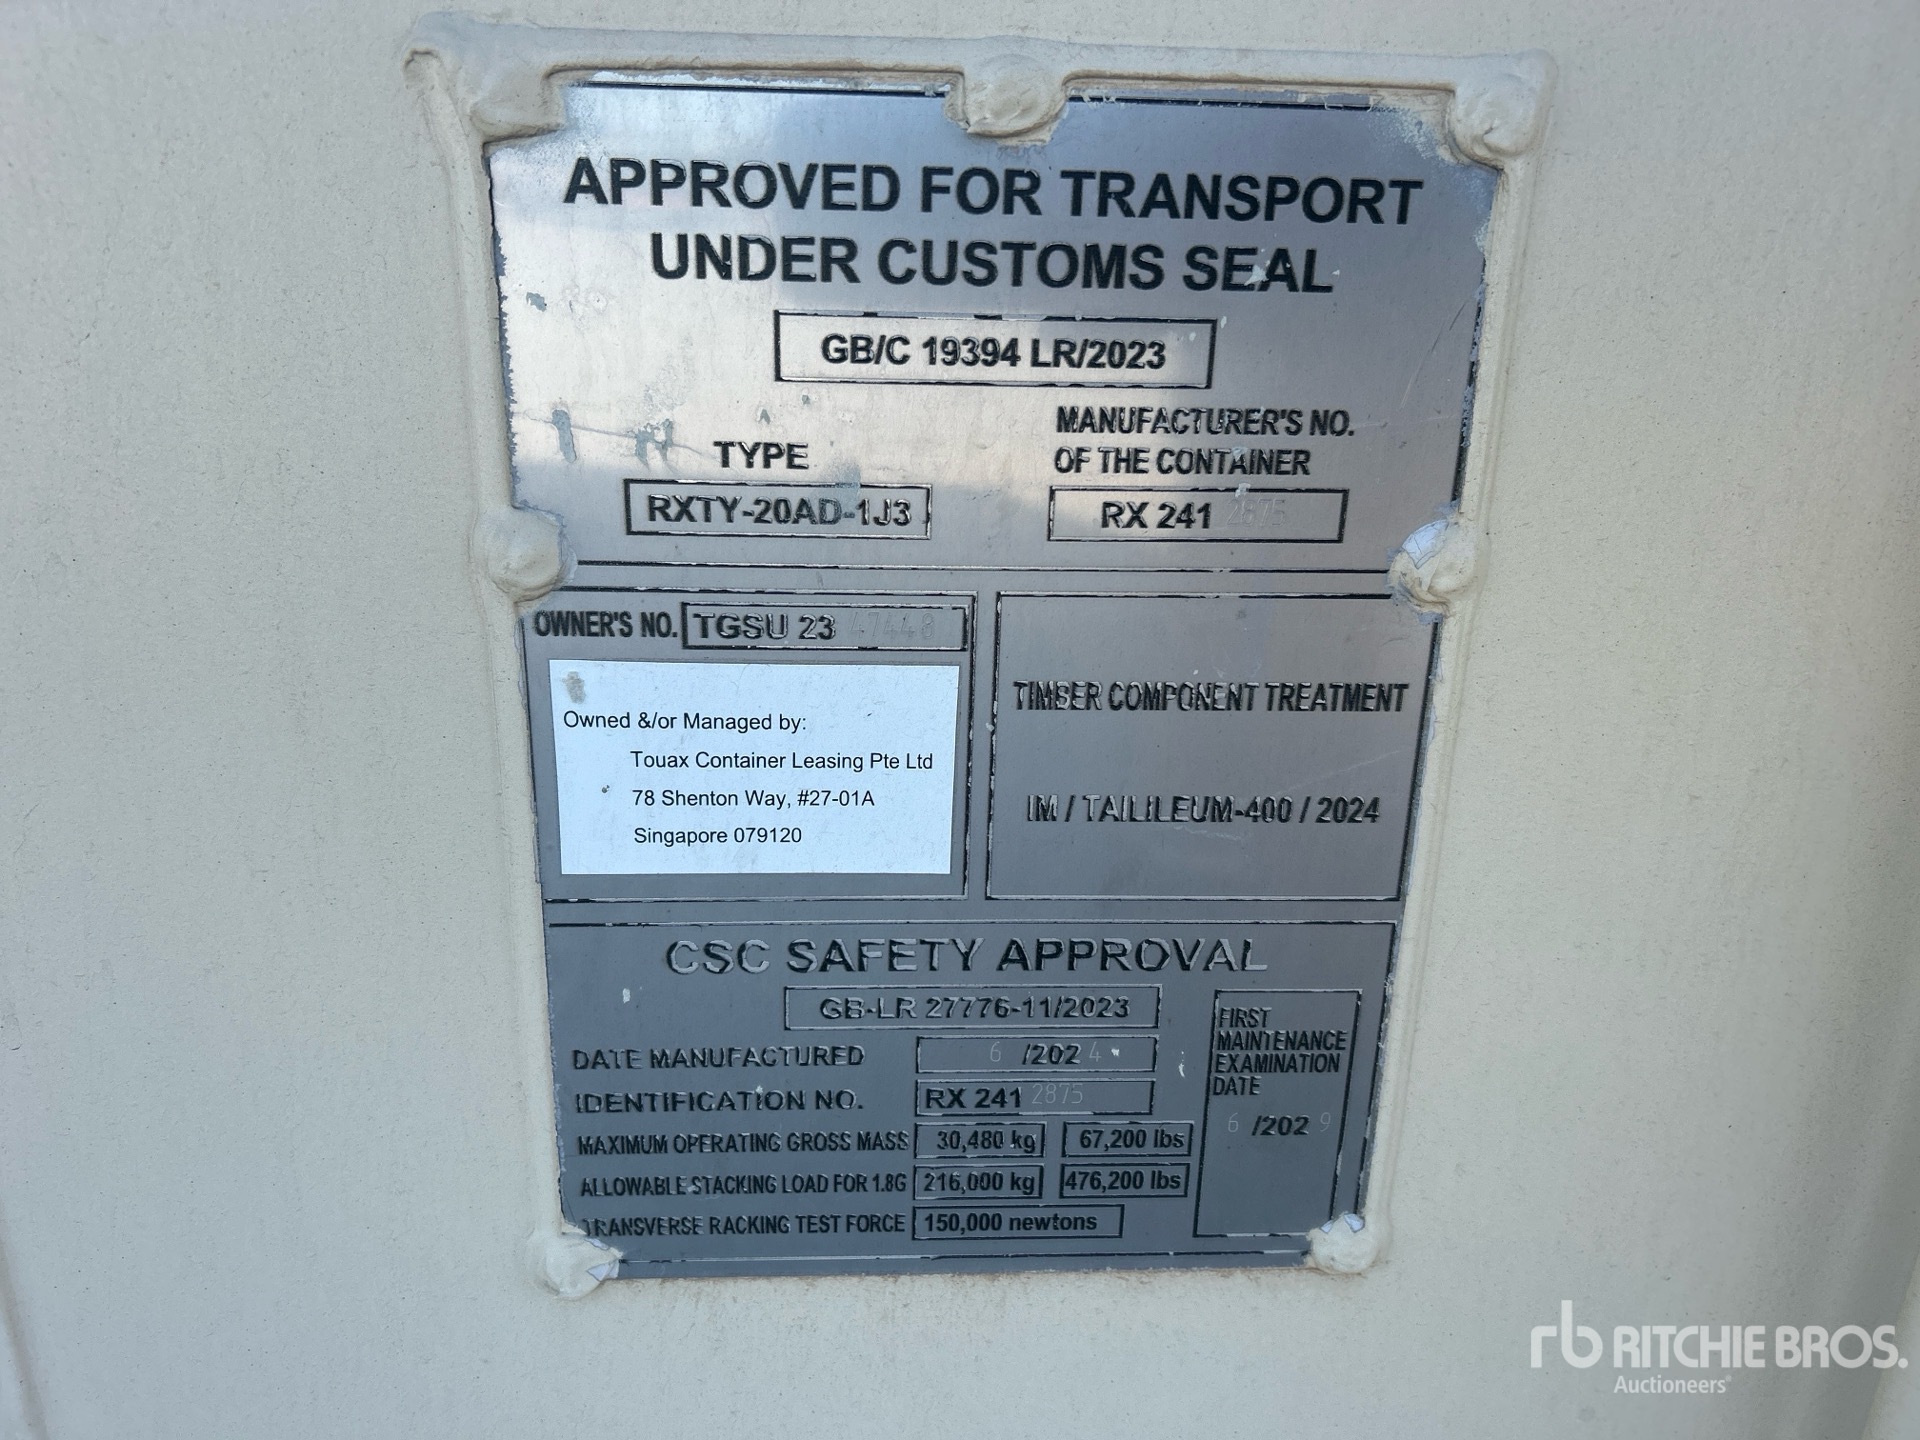 APPROVED FOR TRANSPORT
UNDER CUSTOMS SEAL
GB/C 19394 LR/2023
TYPE
RXTY-20AD-1J3
MANUFACTURER'S NO.
OF THE CONTAINER
RX 241 2875
OWNER'S NO. TGSU 23 47448
Owned &/or Managed by:
Touax Container Leasing Pte Ltd
78 Shenton Way, #27-01A
Singapore 079120
TIMBER COMPONENT TREATMENT
IM / TAILILEUM-400 / 2024
CSC SAFETY APPROVAL
GB-LR 27776-11/2023
DATE MANUFACTURED 6 /2024
IDENTIFICATION NO. RX 241 2875
MAXIMUM OPERATING GROSS MASS 30,480 kg 67,200 lbs
ALLOWABLE STACKING LOAD FOR 1.8G 216,000 kg 476,200 lbs
TRANSVERSE RACKING TEST FORCE 150,000 newtons
FIRST
MAINTENANCE
EXAMINATION
DATE
6 /2029
rb RITCHIE BROS.
Auctioneers